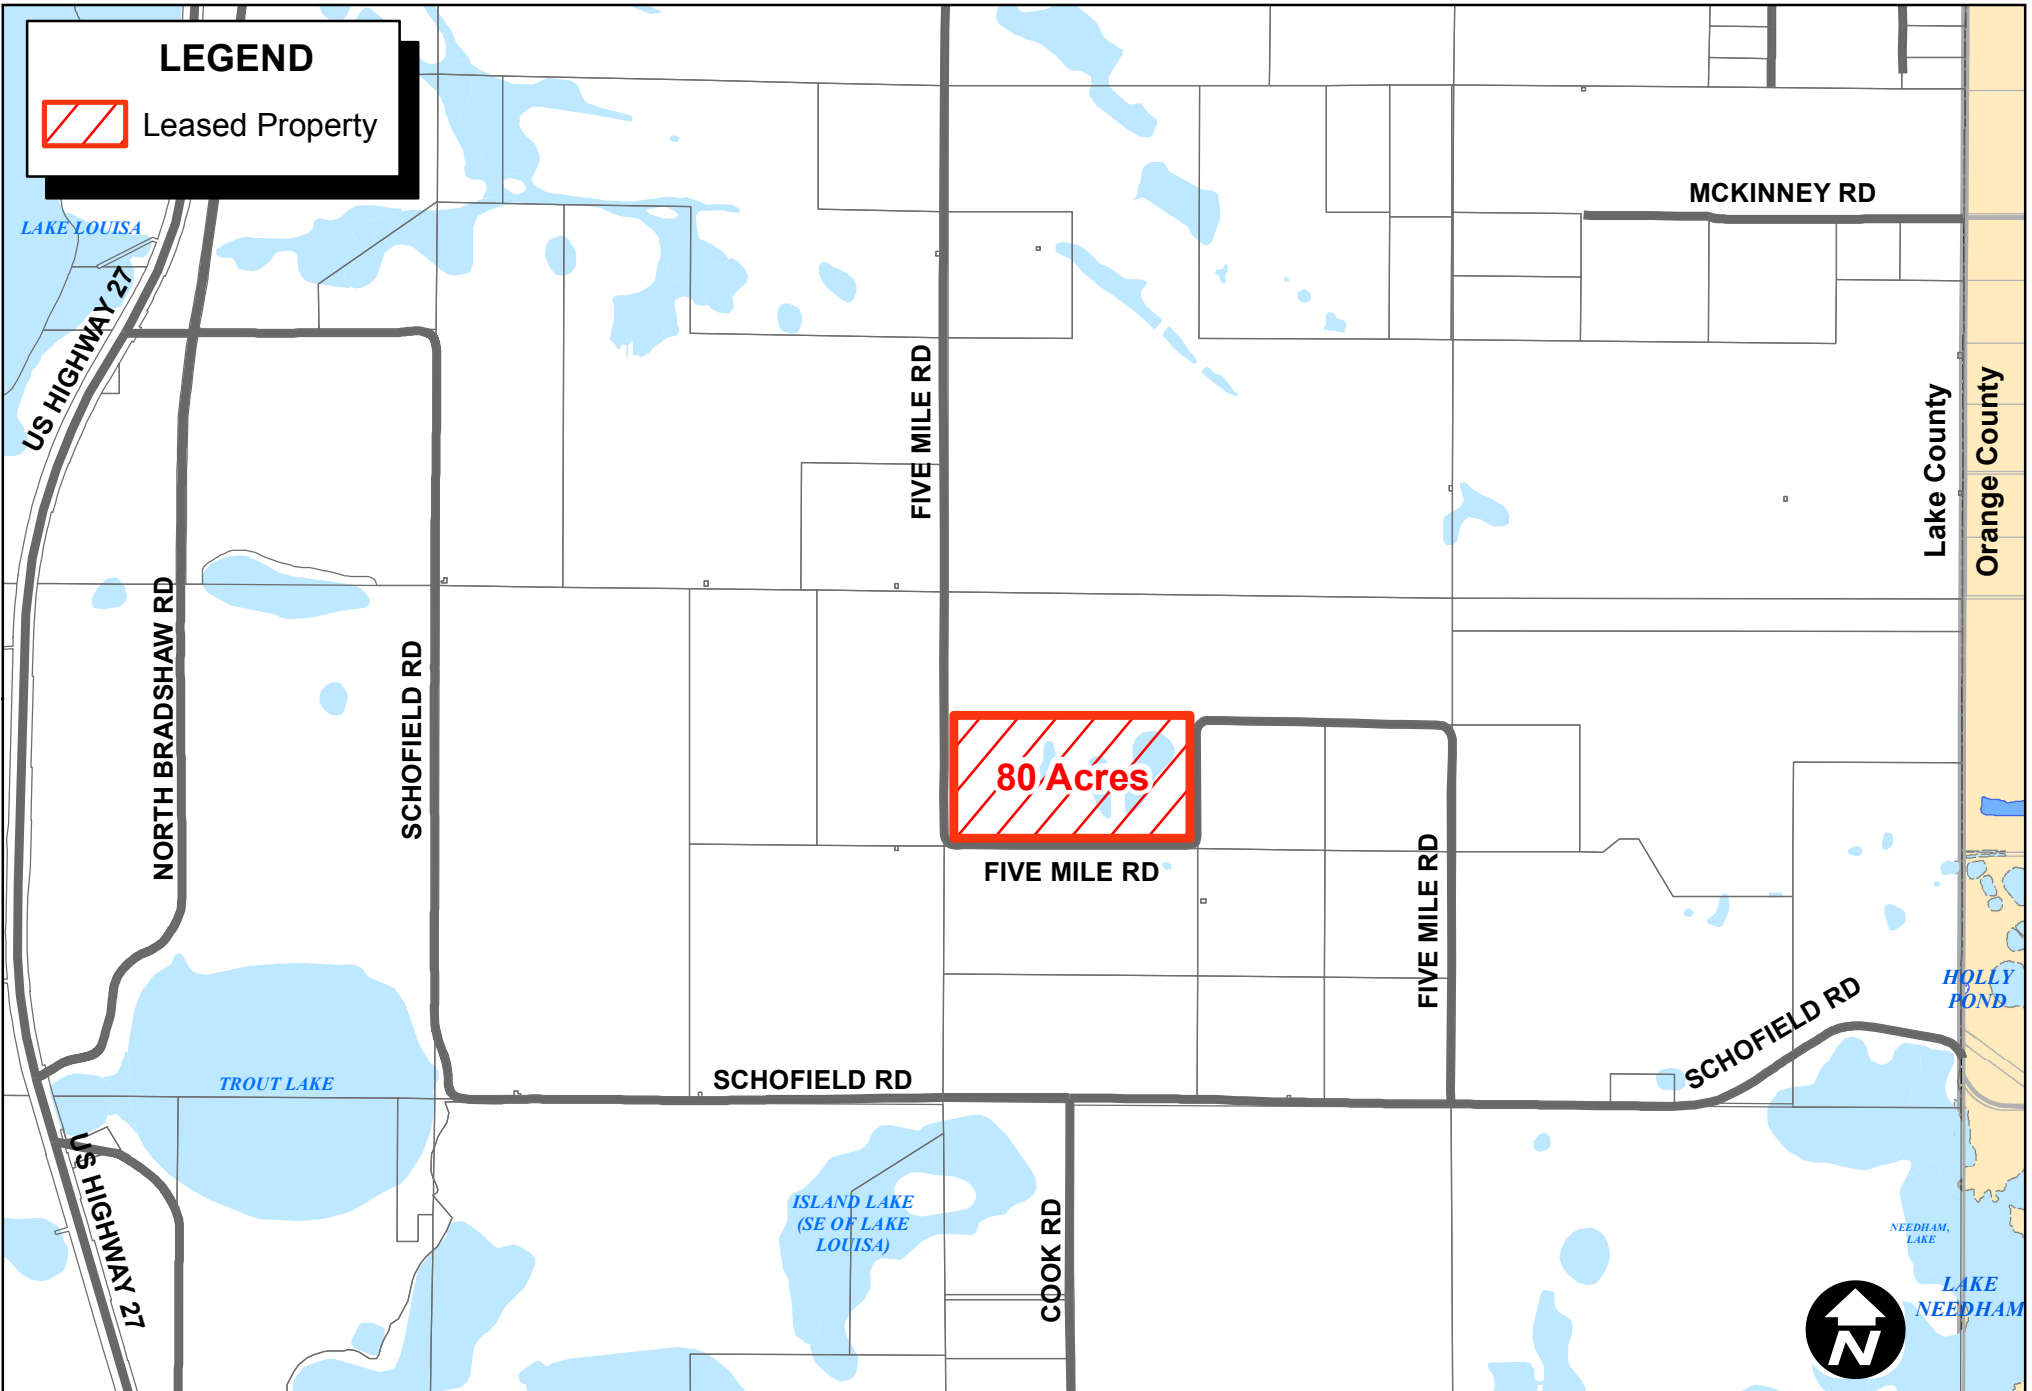 LEGEND
Leased Property
LAKE LOUISA
US HIGHWAY 27
MCKINNEY RD
FIVE MILE RD
Lake County
Orange County
NORTH BRADSHAW RD
SCHOFIELD RD
80 Acres
FIVE MILE RD
FIVE MILE RD
HOLLY
POND
SCHOFIELD RD
SCHOFIELD RD
TROUT LAKE
US HIGHWAY 27
ISLAND LAKE
(SE OF LAKE
LOUISA)
COOK RD
NEEDHAM,
LAKE
LAKE
NEEDHAM
N